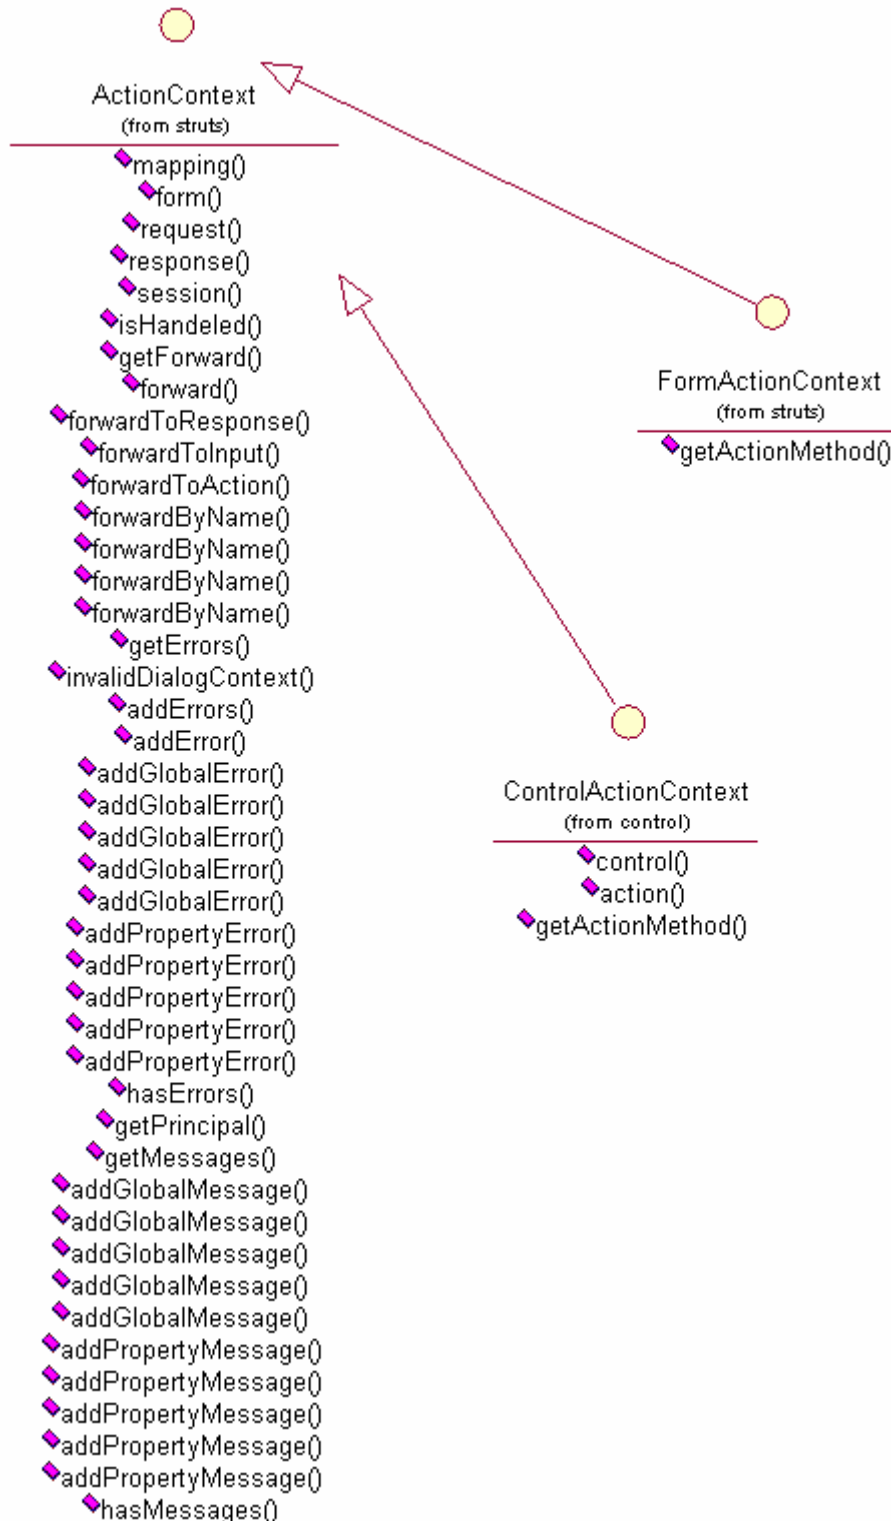 ActionContext
(from struts)
mapping()
form()
request()
response()
session()
isHandeled()
getForward()
forward()
forwardToResponse()
forwardToInput()
forwardToAction()
forwardByName()
forwardByName()
forwardByName()
forwardByName()
getErrors()
invalidDialogContext()
addErrors()
addError()
addGlobalError()
addGlobalError()
addGlobalError()
addGlobalError()
addGlobalError()
addPropertyError()
addPropertyError()
addPropertyError()
addPropertyError()
addPropertyError()
hasErrors()
getPrincipal()
getMessages()
addGlobalMessage()
addGlobalMessage()
addGlobalMessage()
addGlobalMessage()
addGlobalMessage()
addPropertyMessage()
addPropertyMessage()
addPropertyMessage()
addPropertyMessage()
addPropertyMessage()
hasMessages()
FormActionContext
(from struts)
getActionMethod()
ControlActionContext
(from control)
control()
action()
getActionMethod()